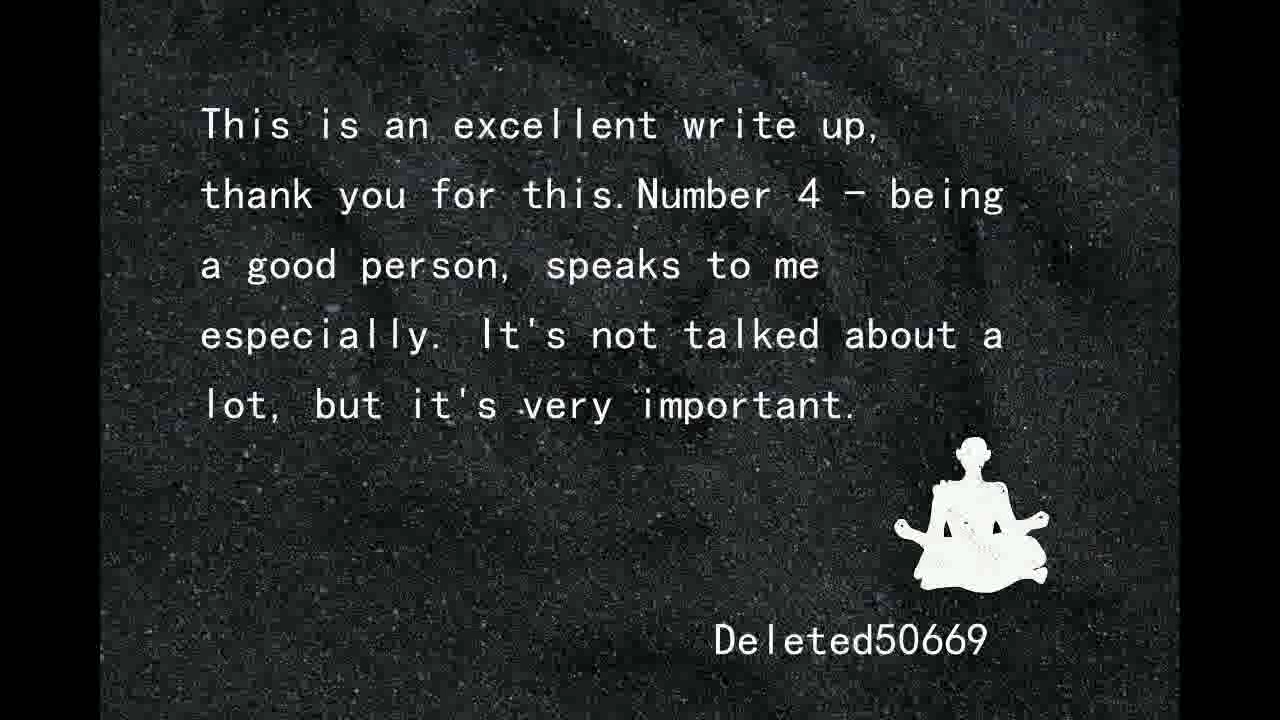 This is an excellent write up,
thank you for this.Number 4 – being
a good person, speaks to me
especially. It's not talked about a
lot, but it's very important.
Deleted50669